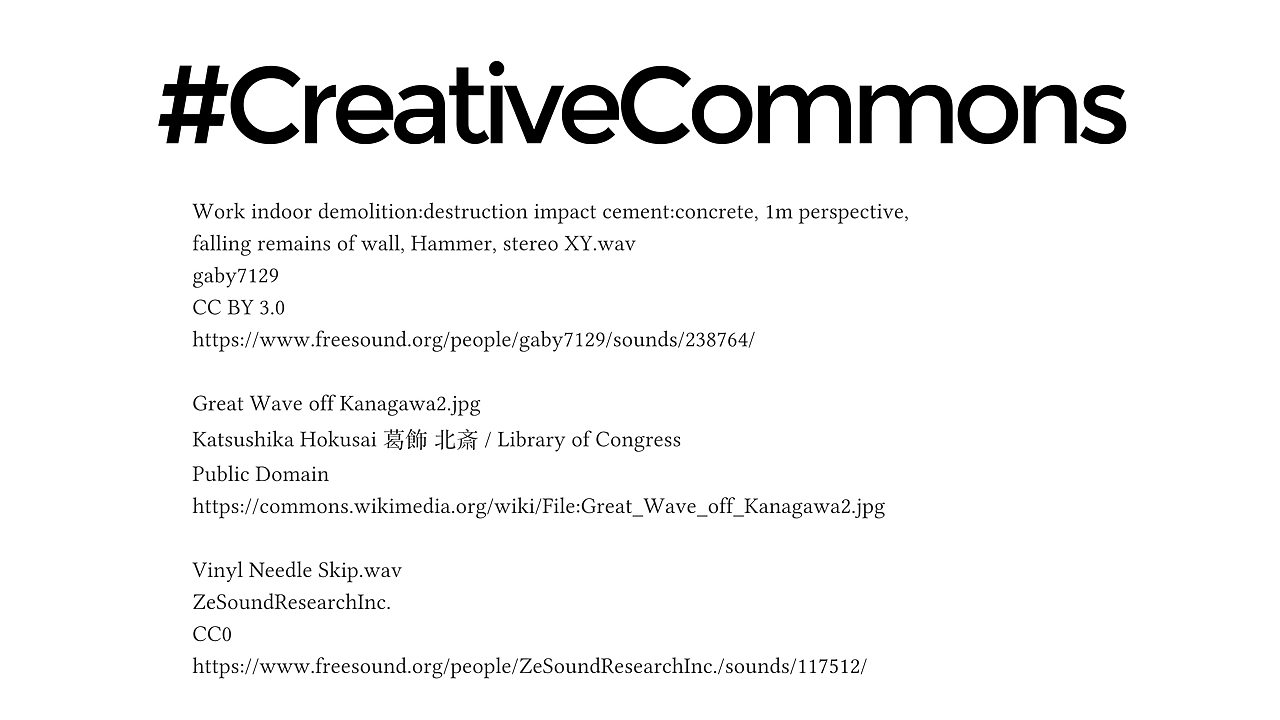 #CreativeCommons
Work indoor demolition:destruction impact cement:concrete, 1m perspective,
falling remains of wall, Hammer, stereo XY.wav
gaby7129
CC BY 3.0
https://www.freesound.org/people/gaby7129/sounds/238764/
Great Wave off Kanagawa2.jpg
Katsushika Hokusai 葛飾 北斎 / Library of Congress
Public Domain
https://commons.wikimedia.org/wiki/File:Great_Wave_off_Kanagawa2.jpg
Vinyl Needle Skip.wav
ZeSoundResearchInc.
CC0
https://www.freesound.org/people/ZeSoundResearchInc./sounds/117512/